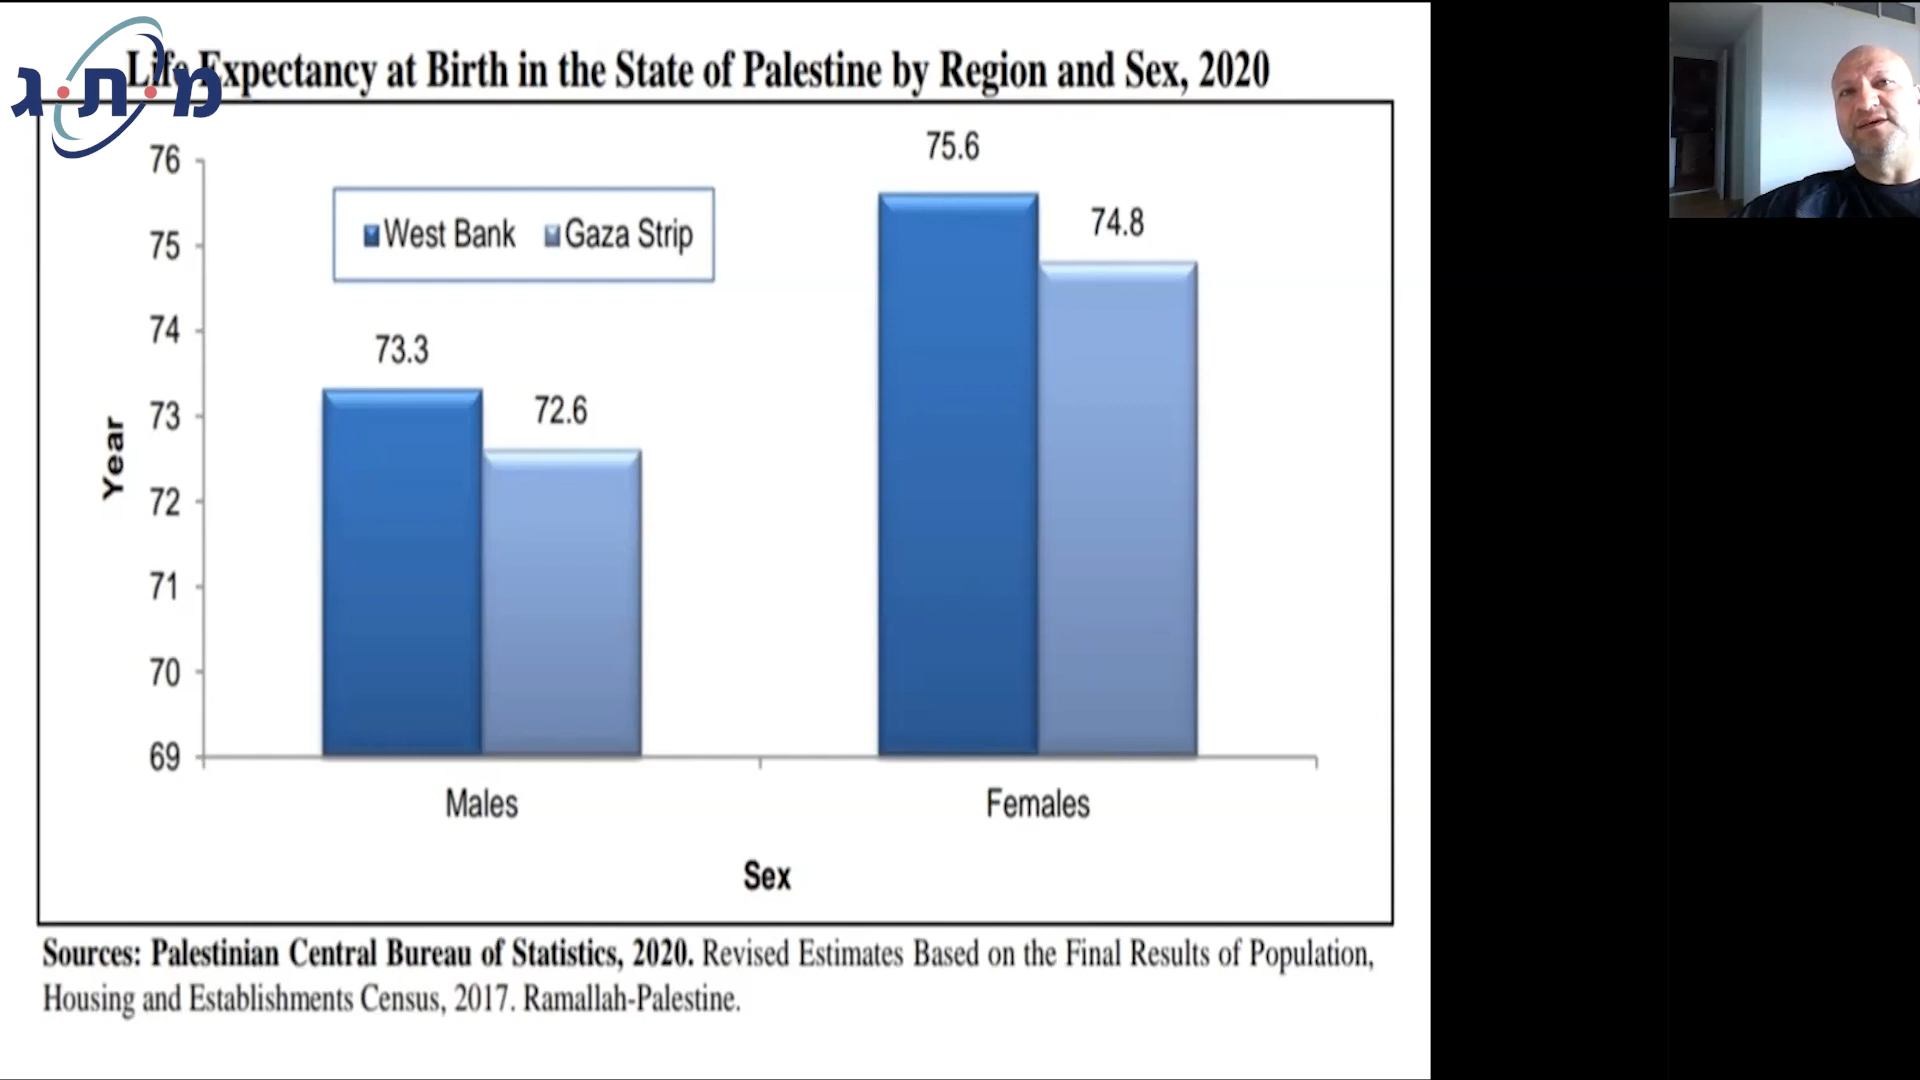 Life Expectancy at Birth in the State of Palestine by Region and Sex, 2020
מ.ת.ג
76
75
74
73
72
71
70
69
Year
West Bank Gaza Strip
73.3
72.6
75.6
74.8
Males Females
Sex
Sources: Palestinian Central Bureau of Statistics, 2020. Revised Estimates Based on the Final Results of Population,
Housing and Establishments Census, 2017. Ramallah-Palestine.